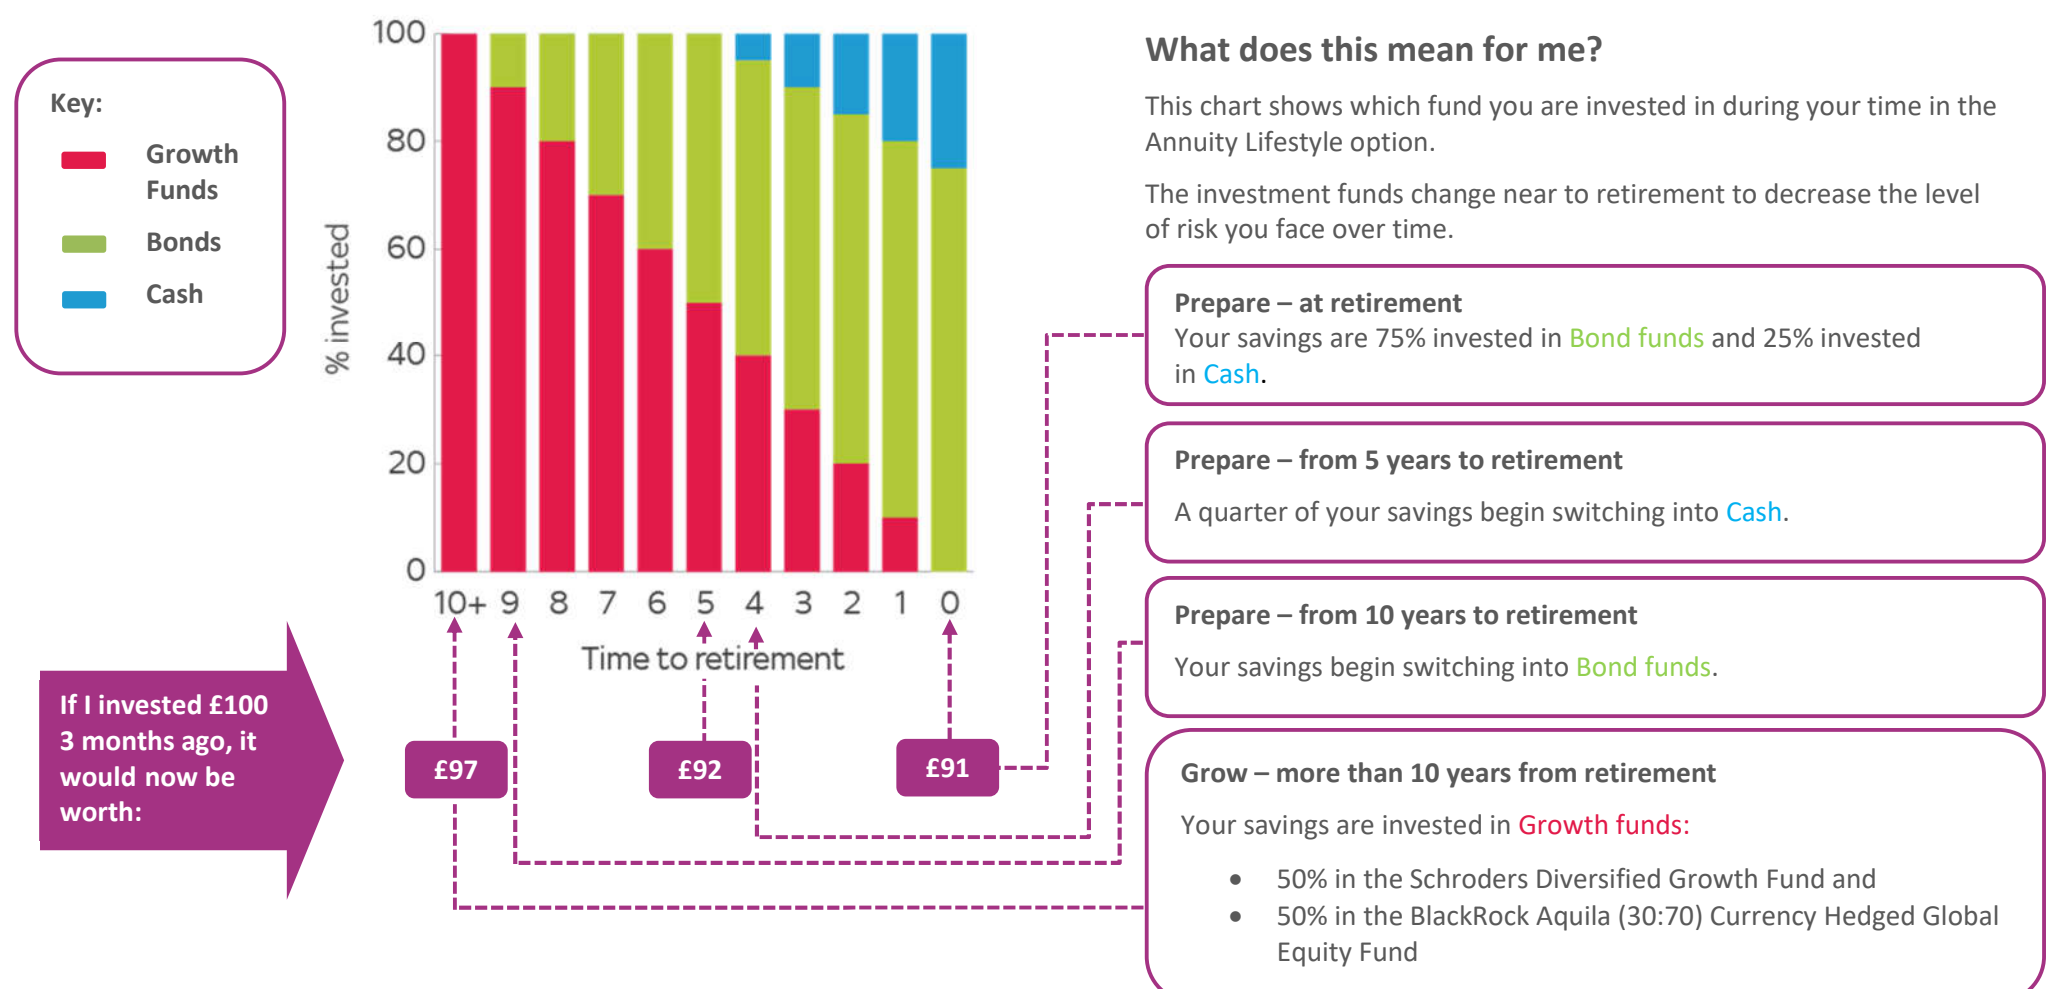 Key:
Growth
Funds
Bonds
Cash
100
80
60
40
20
0
% invested
10+ 9 8 7 6 5 4 3 2 1 0
Time to retirement
If I invested £100
3 months ago, it
would now be
worth:
£97
£92
£91
What does this mean for me?
This chart shows which fund you are invested in during your time in the
Annuity Lifestyle option.
The investment funds change near to retirement to decrease the level
of risk you face over time.
Prepare – at retirement
Your savings are 75% invested in Bond funds and 25% invested
in Cash.
Prepare – from 5 years to retirement
A quarter of your savings begin switching into Cash.
Prepare – from 10 years to retirement
Your savings begin switching into Bond funds.
Grow – more than 10 years from retirement
Your savings are invested in Growth funds:
• 50% in the Schroders Diversified Growth Fund and
• 50% in the BlackRock Aquila (30:70) Currency Hedged Global
Equity Fund